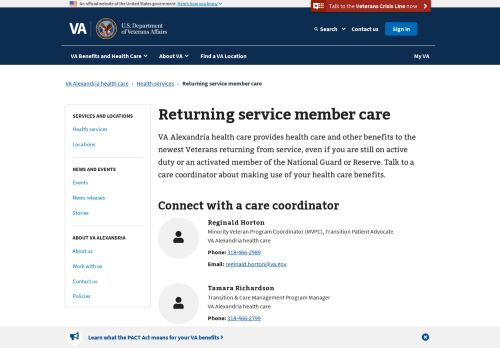 An official website of the United States government Here's how you know
Talk to the Veterans Crisis Line now
VA
U.S. Department
of Veterans Affairs
Search
Contact us
Sign in
VA Benefits and Health Care
About VA
Find a VA Location
My VA
VA Alexandria health care › Health services › Returning service member care
SERVICES AND LOCATIONS
Health services
Locations
NEWS AND EVENTS
Events
News releases
Stories
ABOUT VA ALEXANDRIA
About us
Work with us
Contact us
Policies
Returning service member care
VA Alexandria health care provides health care and other benefits to the
newest Veterans returning from service, even if you are still on active
duty or an activated member of the National Guard or Reserve. Talk to a
care coordinator about making use of your health care benefits.
Connect with a care coordinator
Reginald Horton
Minority Veteran Program Coordinator (MVPC), Transition Patient Advocate
VA Alexandria health care
Phone: 318-466-2989
Email: reginald.horton@va.gov
Tamara Richardson
Transition & Care Management Program Manager
VA Alexandria health care
Phone: 318-466-2799
Learn what the PACT Act means for your VA benefits